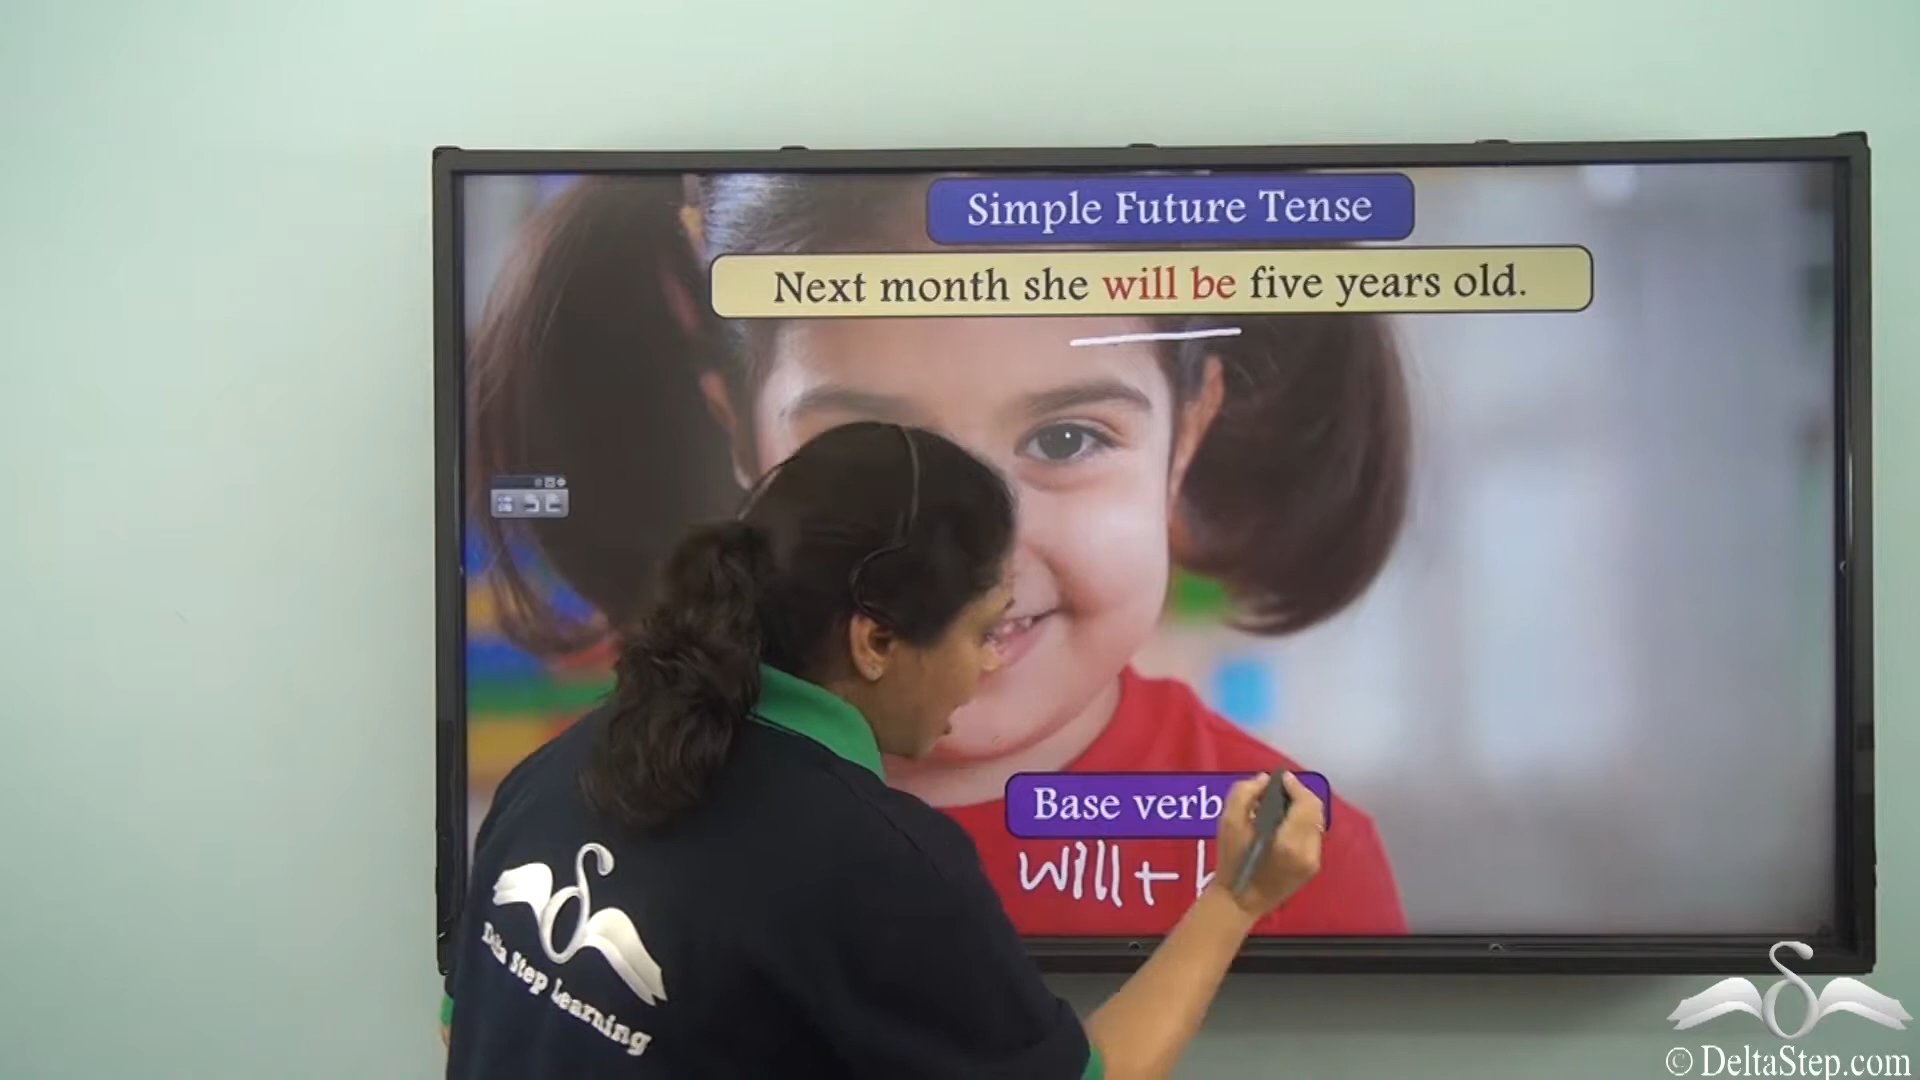 Simple Future Tense
Next month she will be five years old.
Base verb
will +
Delta Step Learning
© DeltaStep.com